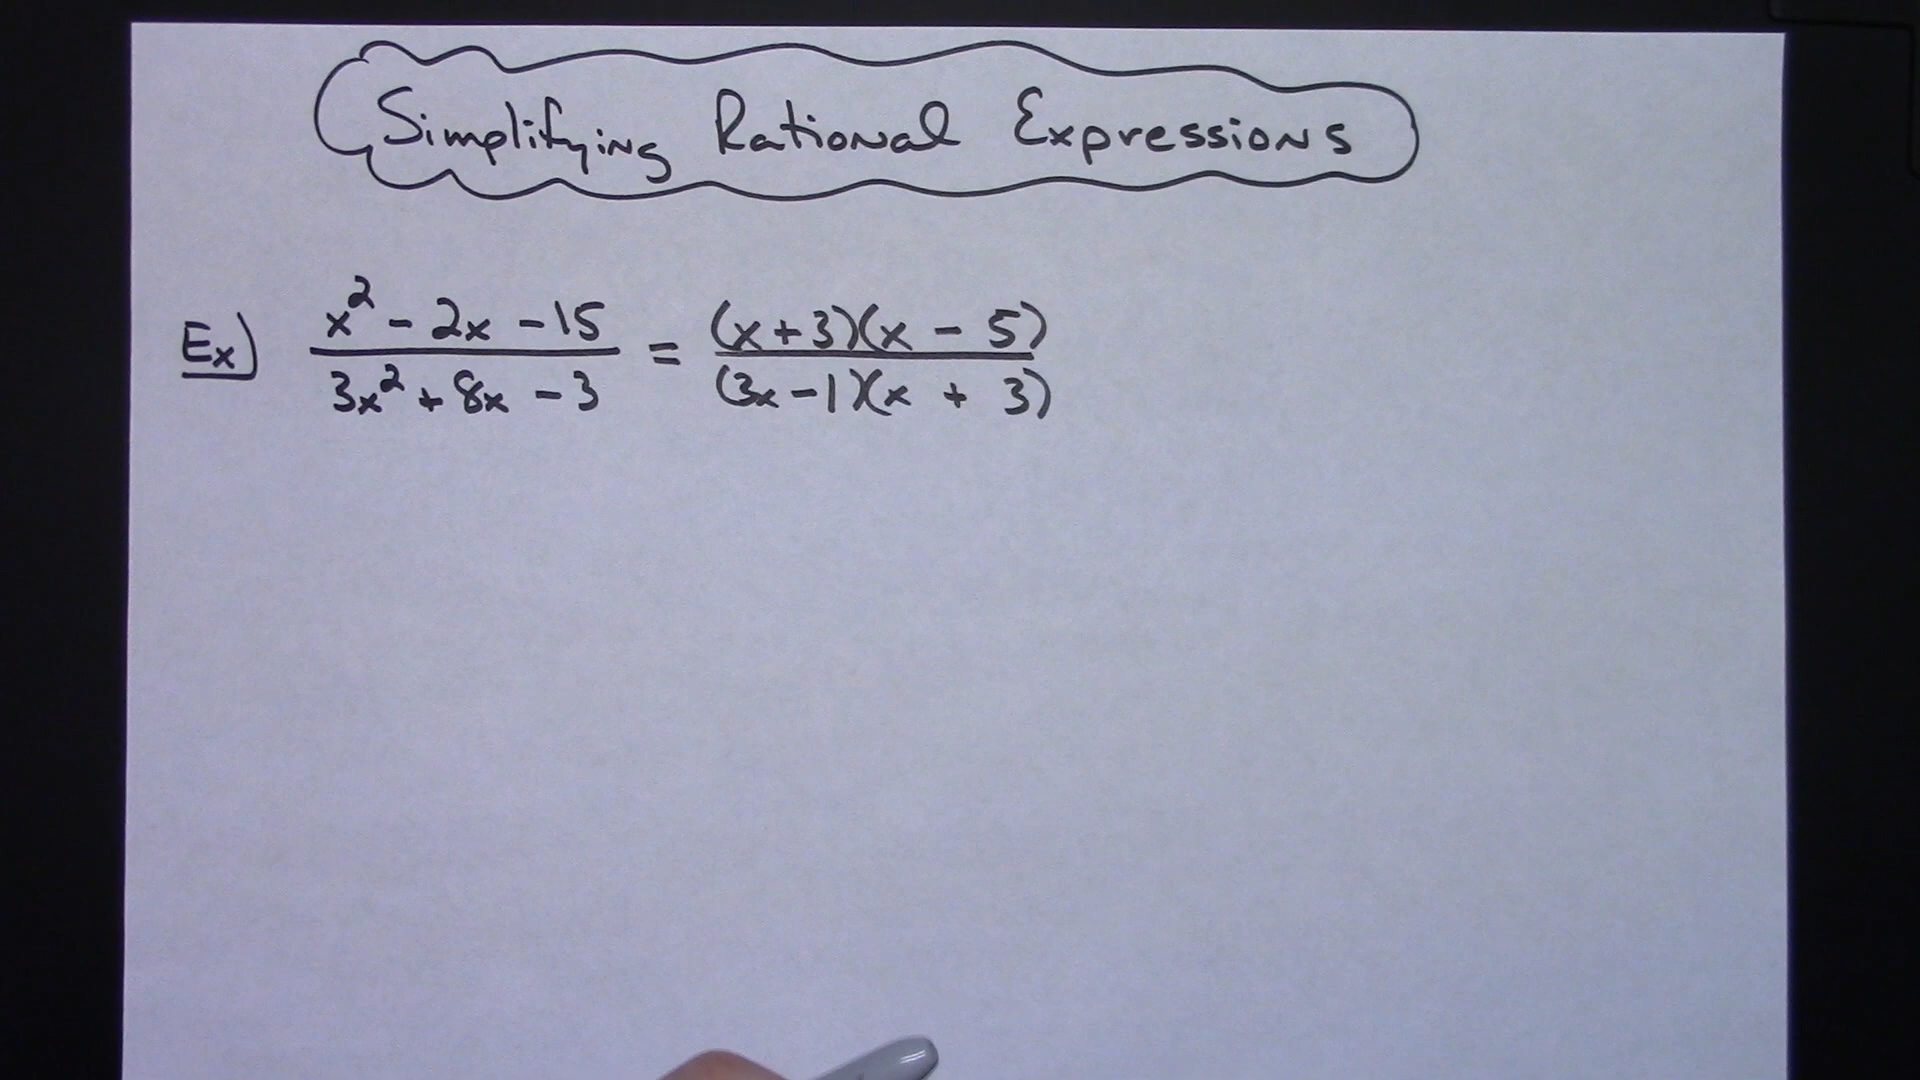 Simplifying Rational Expressions
Ex) x² - 2x - 15 / 3x² + 8x - 3 = (x+3)(x - 5) / (3x-1)(x + 3)